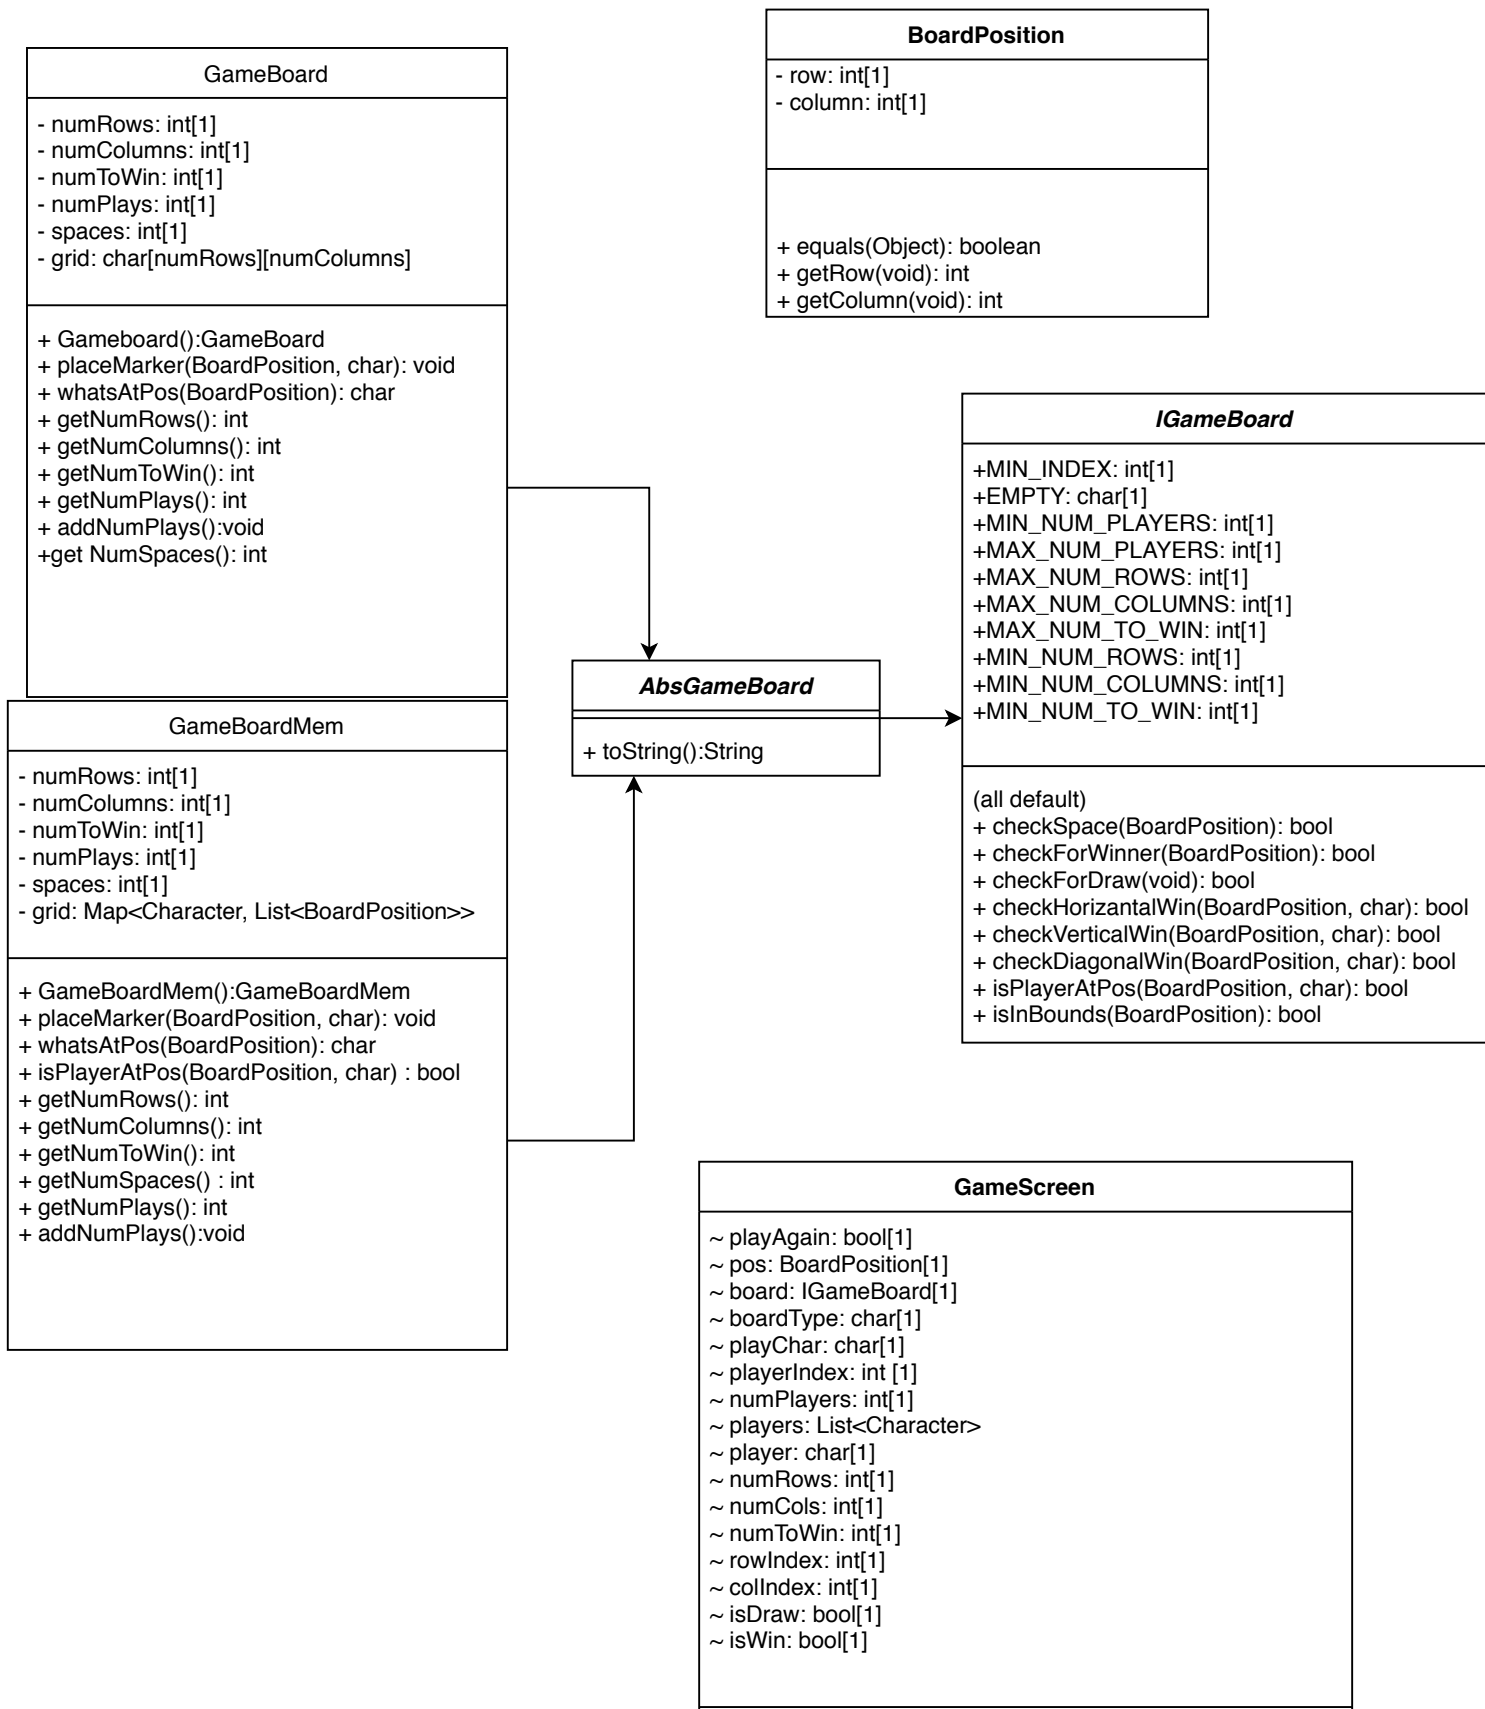 GameBoard
- numRows: int[1]
- numColumns: int[1]
- numToWin: int[1]
- numPlays: int[1]
- spaces: int[1]
- grid: char[numRows][numColumns]
+ Gameboard():GameBoard
+ placeMarker(BoardPosition, char): void
+ whatsAtPos(BoardPosition): char
+ getNumRows(): int
+ getNumColumns(): int
+ getNumToWin(): int
+ getNumPlays(): int
+ addNumPlays():void
+get NumSpaces(): int
BoardPosition
- row: int[1]
- column: int[1]
+ equals(Object): boolean
+ getRow(void): int
+ getColumn(void): int
IGameBoard
+MIN_INDEX: int[1]
+EMPTY: char[1]
+MIN_NUM_PLAYERS: int[1]
+MAX_NUM_PLAYERS: int[1]
+MAX_NUM_ROWS: int[1]
+MAX_NUM_COLUMNS: int[1]
+MAX_NUM_TO_WIN: int[1]
+MIN_NUM_ROWS: int[1]
+MIN_NUM_COLUMNS: int[1]
+MIN_NUM_TO_WIN: int[1]
(all default)
+ checkSpace(BoardPosition): bool
+ checkForWinner(BoardPosition): bool
+ checkForDraw(void): bool
+ checkHorizantalWin(BoardPosition, char): bool
+ checkVerticalWin(BoardPosition, char): bool
+ checkDiagonalWin(BoardPosition, char): bool
+ isPlayerAtPos(BoardPosition, char): bool
+ isInBounds(BoardPosition): bool
AbsGameBoard
+ toString():String
GameBoardMem
- numRows: int[1]
- numColumns: int[1]
- numToWin: int[1]
- numPlays: int[1]
- spaces: int[1]
- grid: Map<Character, List<BoardPosition>>
+ GameBoardMem():GameBoardMem
+ placeMarker(BoardPosition, char): void
+ whatsAtPos(BoardPosition): char
+ isPlayerAtPos(BoardPosition, char) : bool
+ getNumRows(): int
+ getNumColumns(): int
+ getNumToWin(): int
+ getNumSpaces() : int
+ getNumPlays(): int
+ addNumPlays():void
GameScreen
~ playAgain: bool[1]
~ pos: BoardPosition[1]
~ board: IGameBoard[1]
~ boardType: char[1]
~ playChar: char[1]
~ playerIndex: int [1]
~ numPlayers: int[1]
~ players: List<Character>
~ player: char[1]
~ numRows: int[1]
~ numCols: int[1]
~ numToWin: int[1]
~ rowIndex: int[1]
~ colIndex: int[1]
~ isDraw: bool[1]
~ isWin: bool[1]